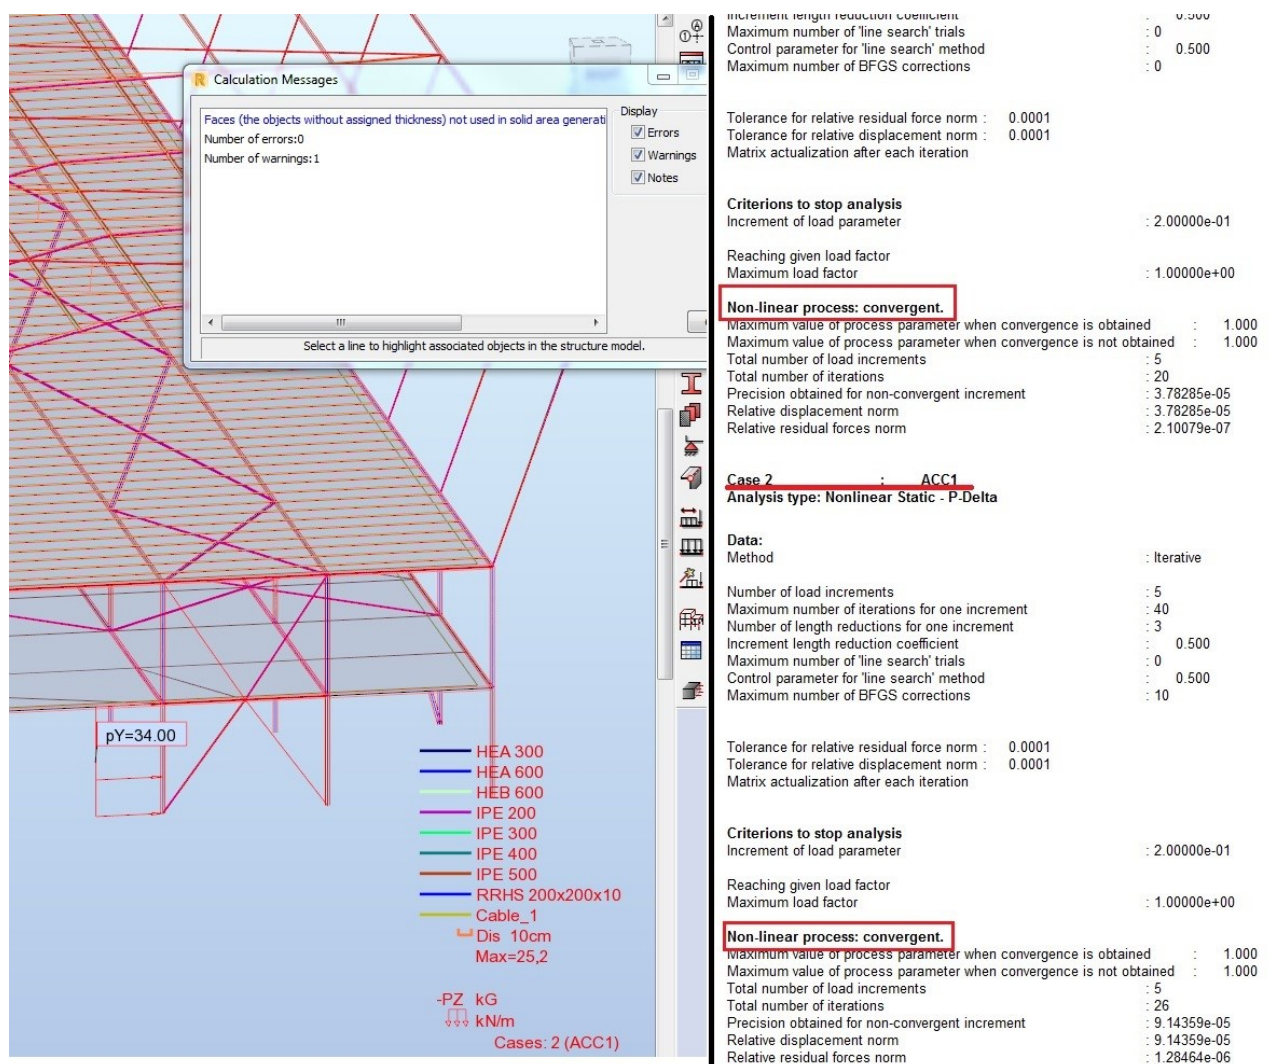 Calculation Messages
Faces (the objects without assigned thickness) not used in solid area generati
Number of errors:0
Number of warnings:1
Display
Errors
Warnings
Notes
Select a line to highlight associated objects in the structure model.
pY=34.00
HEA 300
HEA 600
HEB 600
IPE 200
IPE 300
IPE 400
IPE 500
RRHS 200x200x10
Cable_1
Dis 10cm
Max=25,2
-PZ kG
kN/m
Cases: 2 (ACC1)
Increment length reduction coefficient : 0.500
Maximum number of 'line search' trials : 0
Control parameter for 'line search' method : 0.500
Maximum number of BFGS corrections : 0
Tolerance for relative residual force norm : 0.0001
Tolerance for relative displacement norm : 0.0001
Matrix actualization after each iteration
Criterions to stop analysis
Increment of load parameter : 2.00000e-01
Reaching given load factor
Maximum load factor : 1.00000e+00
Non-linear process: convergent.
Maximum value of process parameter when convergence is obtained : 1.000
Maximum value of process parameter when convergence is not obtained : 1.000
Total number of load increments : 5
Total number of iterations : 20
Precision obtained for non-convergent increment : 3.78285e-05
Relative displacement norm : 3.78285e-05
Relative residual forces norm : 2.10079e-07
Case 2 : ACC1
Analysis type: Nonlinear Static - P-Delta
Data:
Method : Iterative
Number of load increments : 5
Maximum number of iterations for one increment : 40
Number of length reductions for one increment : 3
Increment length reduction coefficient : 0.500
Maximum number of 'line search' trials : 0
Control parameter for 'line search' method : 0.500
Maximum number of BFGS corrections : 10
Tolerance for relative residual force norm : 0.0001
Tolerance for relative displacement norm : 0.0001
Matrix actualization after each iteration
Criterions to stop analysis
Increment of load parameter : 2.00000e-01
Reaching given load factor
Maximum load factor : 1.00000e+00
Non-linear process: convergent.
Maximum value of process parameter when convergence is obtained : 1.000
Maximum value of process parameter when convergence is not obtained : 1.000
Total number of load increments : 5
Total number of iterations : 26
Precision obtained for non-convergent increment : 9.14359e-05
Relative displacement norm : 9.14359e-05
Relative residual forces norm : 1.28464e-06